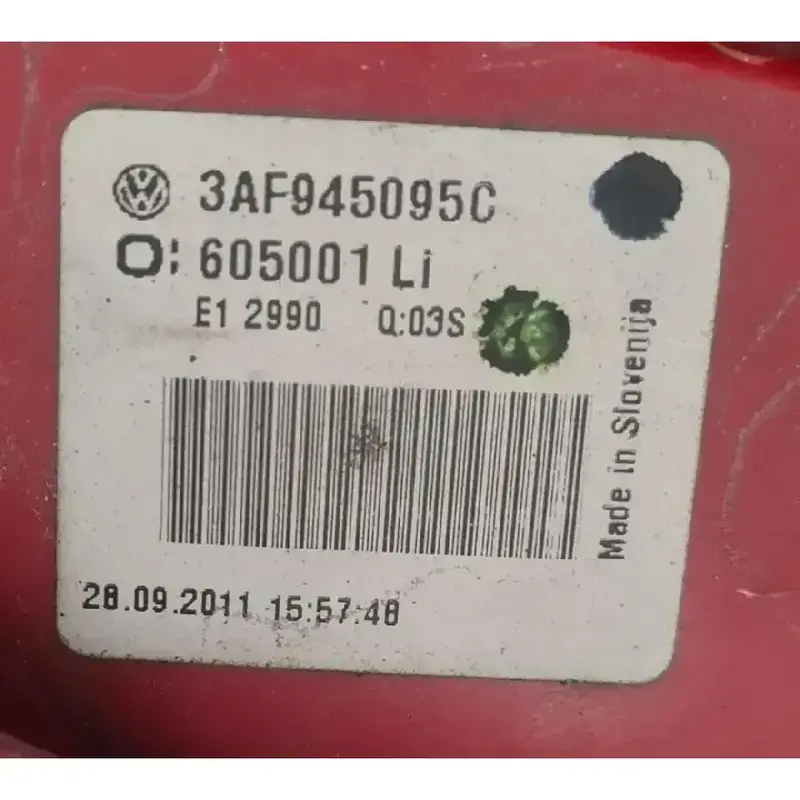 3AF945095C
O: 605001 Li
E1 2990 Q:03S
Made in Slovenija
28.09.2011 15:57:48